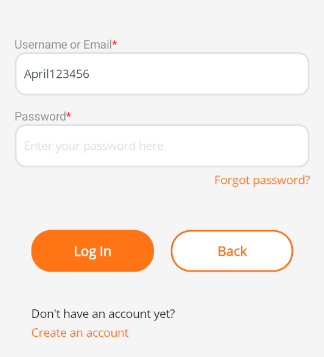 Username or Email*
April123456
Password*
Enter your password here.
Forgot password?
Log In
Back
Don't have an account yet?
Create an account